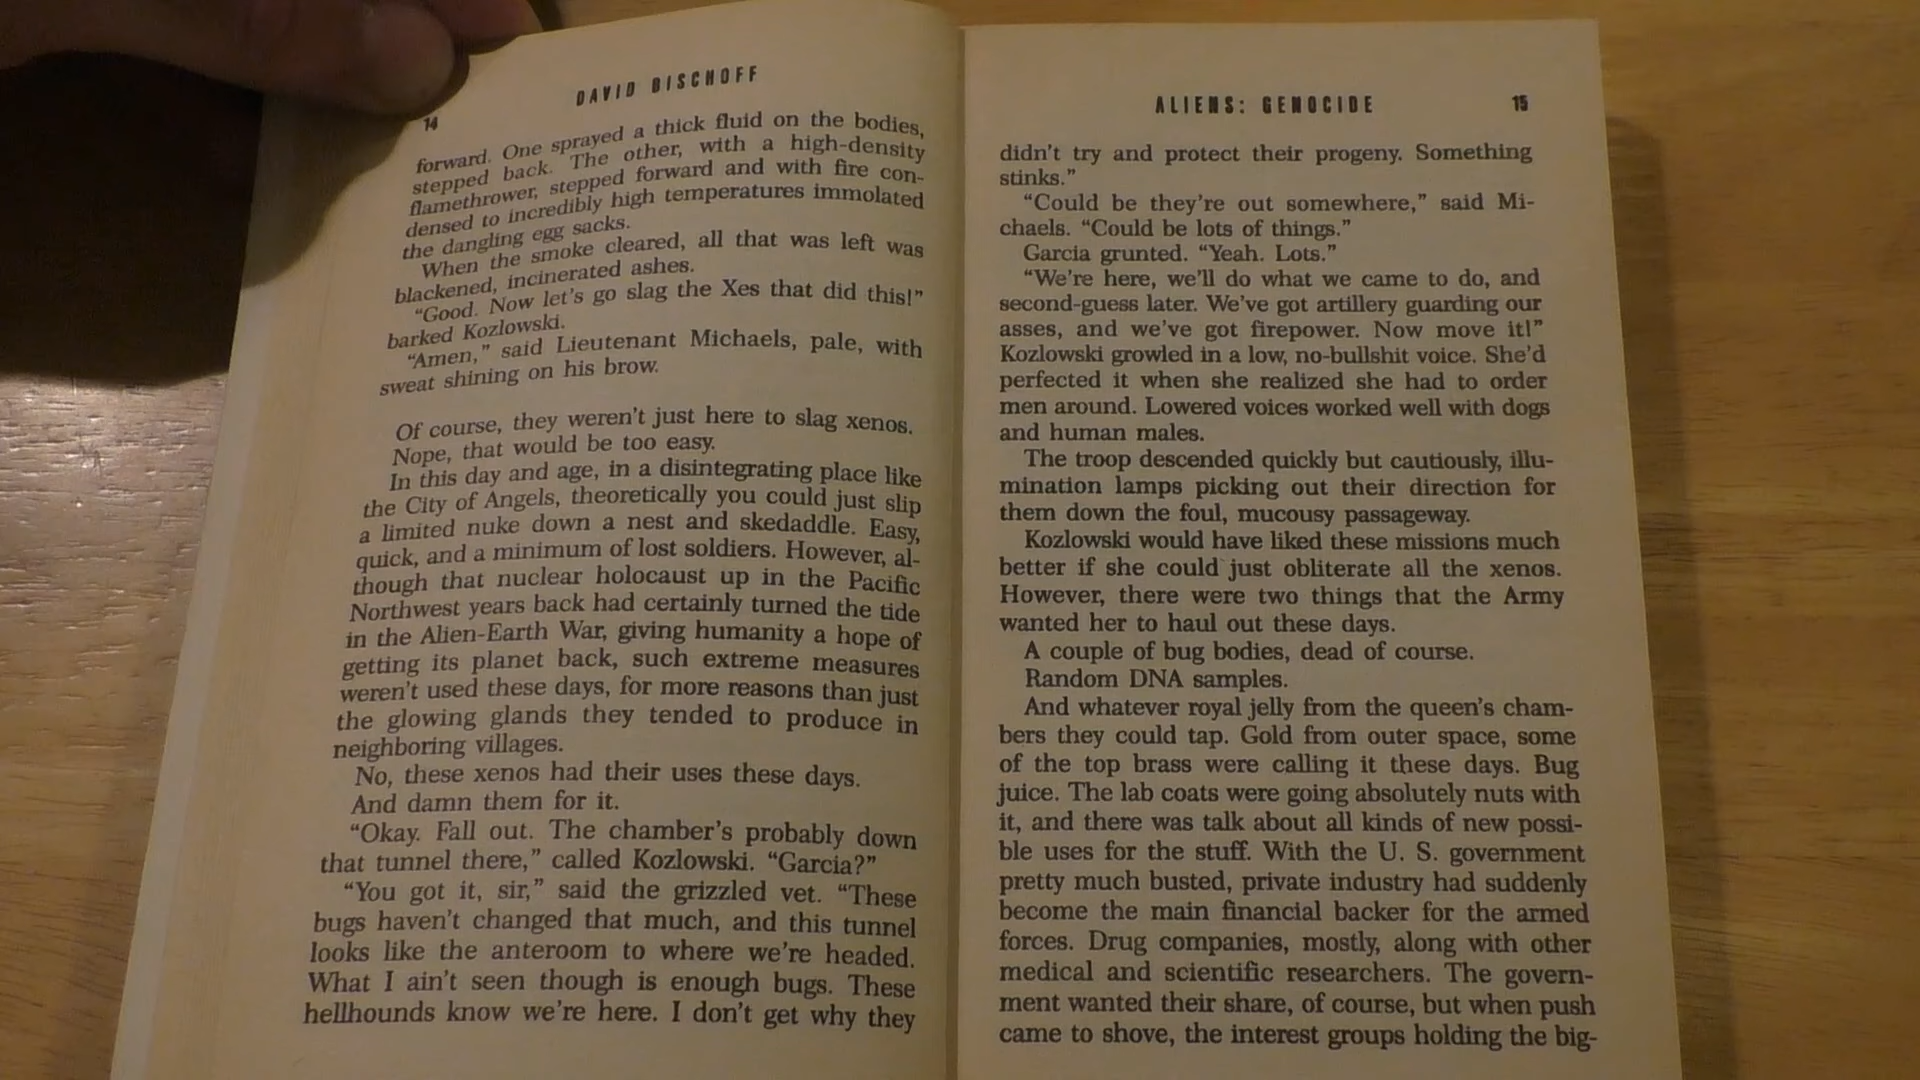 DAVID BISCHOFF
14
forward. One sprayed a thick fluid on the bodies,
stepped back. The other, with a high-density
flamethrower, stepped forward and with fire con-
densed to incredibly high temperatures immolated
the dangling egg sacks.
When the smoke cleared, all that was left was
blackened, incinerated ashes.
“Good. Now let’s go slag the Xes that did this!”
barked Kozlowski.
“Amen,” said Lieutenant Michaels, pale, with
sweat shining on his brow.
Of course, they weren’t just here to slag xenos.
Nope, that would be too easy.
In this day and age, in a disintegrating place like
the City of Angels, theoretically you could just slip
a limited nuke down a nest and skedaddle. Easy,
quick, and a minimum of lost soldiers. However, al-
though that nuclear holocaust up in the Pacific
Northwest years back had certainly turned the tide
in the Alien-Earth War, giving humanity a hope of
getting its planet back, such extreme measures
weren’t used these days, for more reasons than just
the glowing glands they tended to produce in
neighboring villages.
No, these xenos had their uses these days.
And damn them for it.
“Okay. Fall out. The chamber’s probably down
that tunnel there,” called Kozlowski. “Garcia?”
“You got it, sir,” said the grizzled vet. “These
bugs haven’t changed that much, and this tunnel
looks like the anteroom to where we’re headed.
What I ain’t seen though is enough bugs. These
hellhounds know we’re here. I don’t get why they
ALIENS: GENOCIDE 15
didn’t try and protect their progeny. Something
stinks.”
“Could be they’re out somewhere,” said Mi-
chaels. “Could be lots of things.”
Garcia grunted. “Yeah. Lots.”
“We’re here, we’ll do what we came to do, and
second-guess later. We’ve got artillery guarding our
asses, and we’ve got firepower. Now move it!”
Kozlowski growled in a low, no-bullshit voice. She’d
perfected it when she realized she had to order
men around. Lowered voices worked well with dogs
and human males.
The troop descended quickly but cautiously, illu-
mination lamps picking out their direction for
them down the foul, mucousy passageway.
Kozlowski would have liked these missions much
better if she could just obliterate all the xenos.
However, there were two things that the Army
wanted her to haul out these days.
A couple of bug bodies, dead of course.
Random DNA samples.
And whatever royal jelly from the queen’s cham-
bers they could tap. Gold from outer space, some
of the top brass were calling it these days. Bug
juice. The lab coats were going absolutely nuts with
it, and there was talk about all kinds of new possi-
ble uses for the stuff. With the U. S. government
pretty much busted, private industry had suddenly
become the main financial backer for the armed
forces. Drug companies, mostly, along with other
medical and scientific researchers. The govern-
ment wanted their share, of course, but when push
came to shove, the interest groups holding the big-